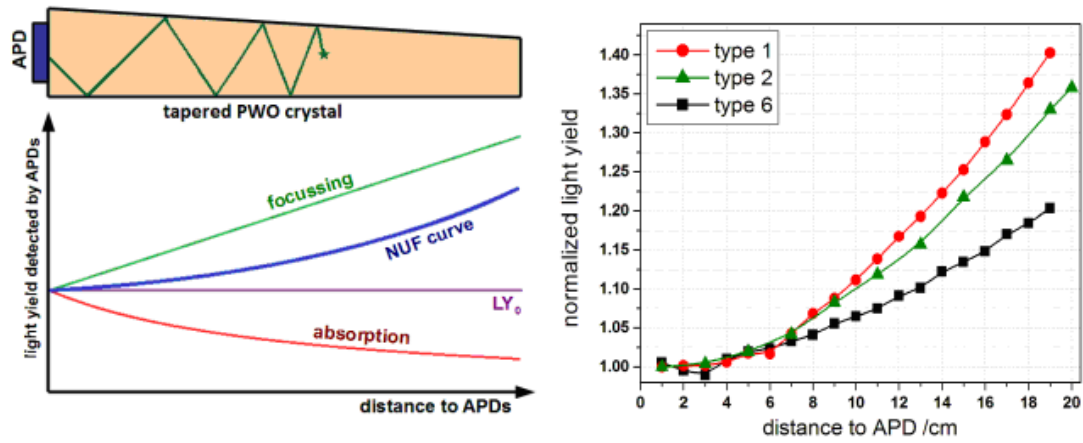 APD
tapered PWO crystal
light yield detected by APDs
focussing
NUF curve
LY₀
absorption
distance to APDs
normalized light yield
type 1
type 2
type 6
1.40
1.35
1.30
1.25
1.20
1.15
1.10
1.05
1.00
0 2 4 6 8 10 12 14 16 18 20
distance to APD /cm